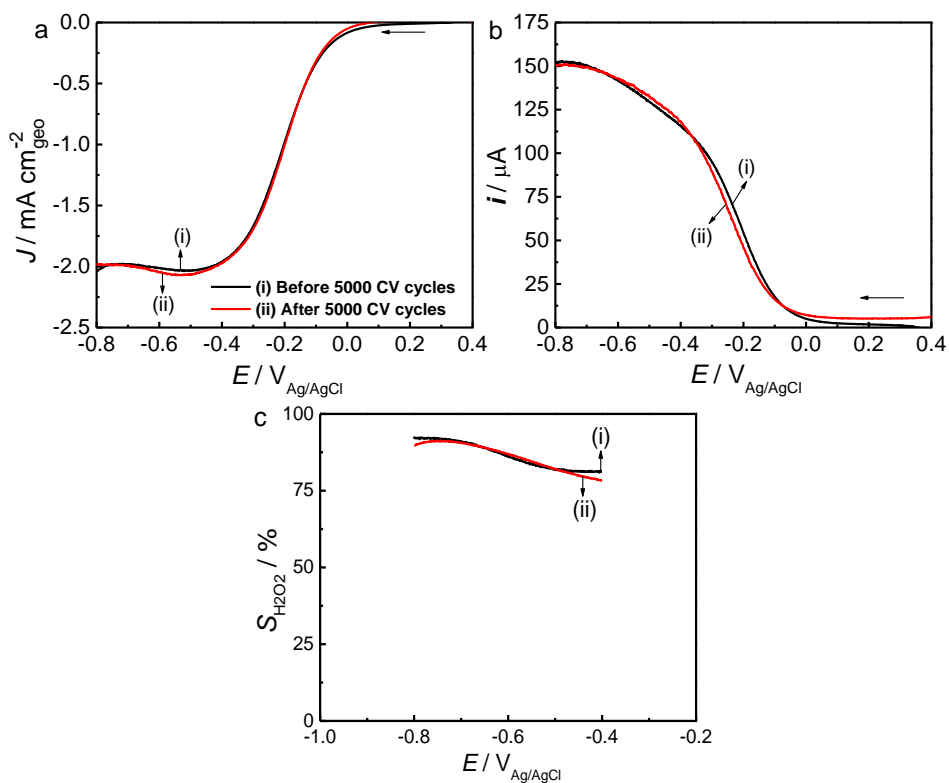 a
J / mA cm⁻²geo
0.0
-0.5
-1.0
-1.5
-2.0
-2.5
(i)
(ii)
(i) Before 5000 CV cycles
(ii) After 5000 CV cycles
-0.8 -0.6 -0.4 -0.2 0.0 0.2 0.4
E / V Ag/AgCl
b
i / μA
175
150
125
100
75
50
25
0
(i)
(ii)
-0.8 -0.6 -0.4 -0.2 0.0 0.2 0.4
E / V Ag/AgCl
c
S H2O2 / %
100
75
50
25
0
(i)
(ii)
-1.0 -0.8 -0.6 -0.4 -0.2
E / V Ag/AgCl